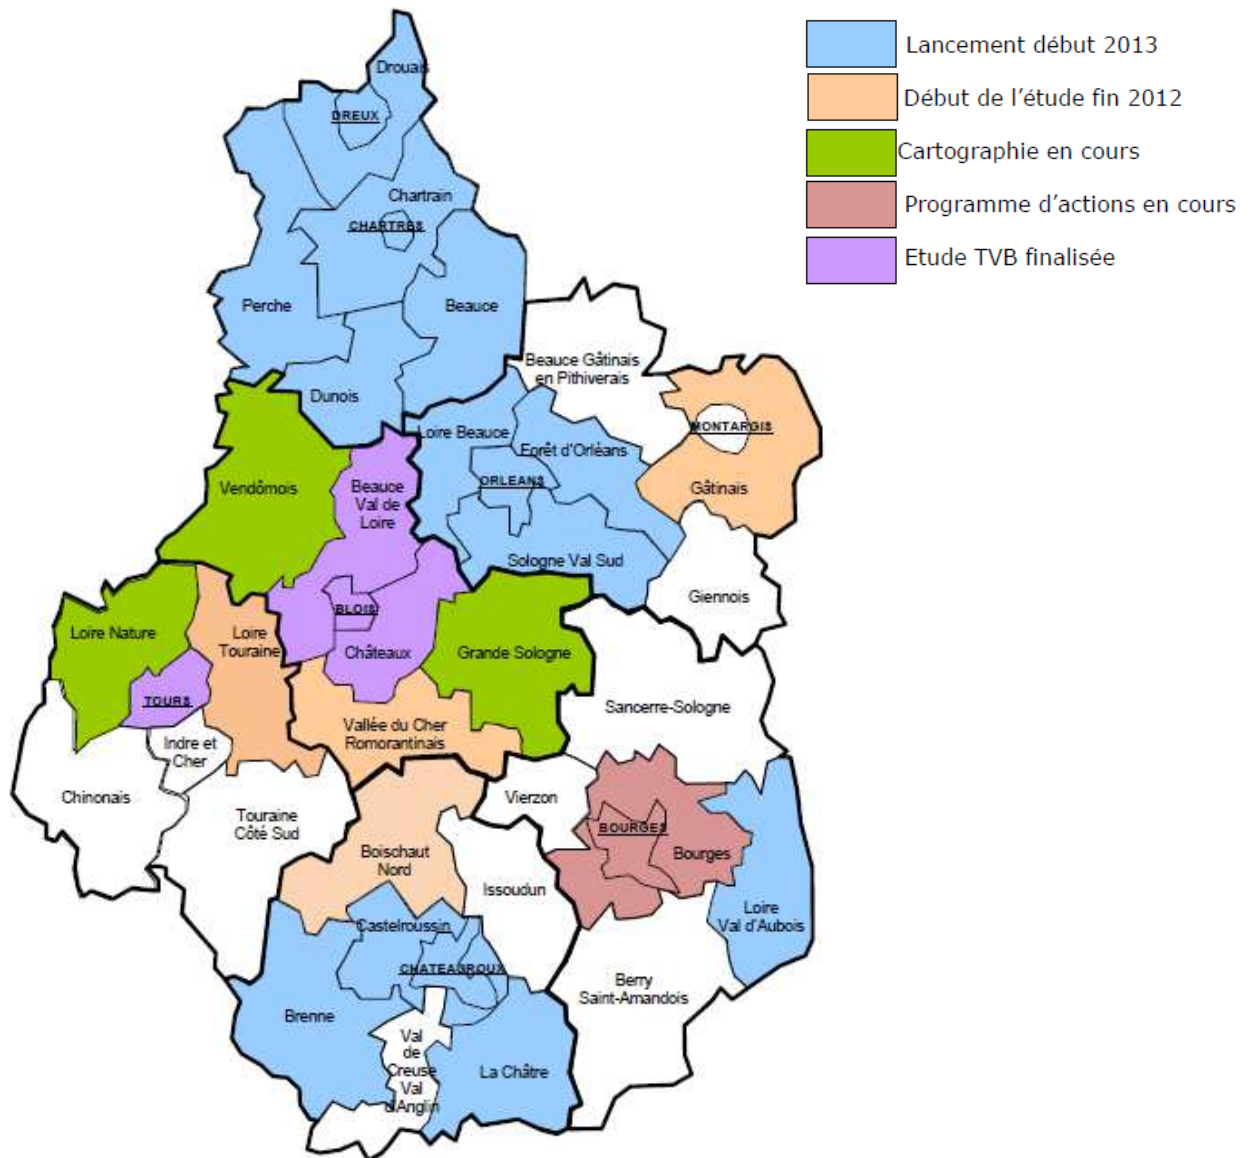 Lancement début 2013
Début de l'étude fin 2012
Cartographie en cours
Programme d'actions en cours
Etude TVB finalisée
Drouais
DREUX
Chartrain
CHARTRES
Perche
Beauce
Dunois
Beauce Gâtinais
en Pithiverais
MONTARGIS
Gâtinais
Loire Beauce
Forêt d'Orléans
ORLEANS
Sologne Val Sud
Giennois
Vendômois
Beauce
Val de
Loire
BLOIS
Châteaux
Grande Sologne
Loire Nature
Loire
Touraine
TOURS
Indre et
Cher
Chinonais
Vallée du Cher
Romorantinais
Sancerre-Sologne
Vierzon
BOURGES
Bourges
Touraine
Côté Sud
Boischaut
Nord
Issoudun
Loire
Val d'Aubois
Castelroussin
CHATEAUROUX
Berry
Saint-Amandois
Brenne
Val
de
Creuse
Val
d'Anglin
La Châtre